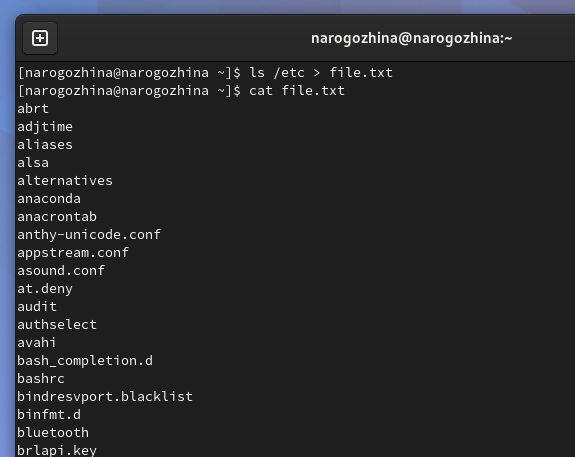 narogozhina@narogozhina:~
[narogozhina@narogozhina ~]$ ls /etc > file.txt
[narogozhina@narogozhina ~]$ cat file.txt
abrt
adjtime
aliases
alsa
alternatives
anaconda
anacrontab
anthy-unicode.conf
appstream.conf
asound.conf
at.deny
audit
authselect
avahi
bash_completion.d
bashrc
bindresvport.blacklist
binfmt.d
bluetooth
brlapi.key